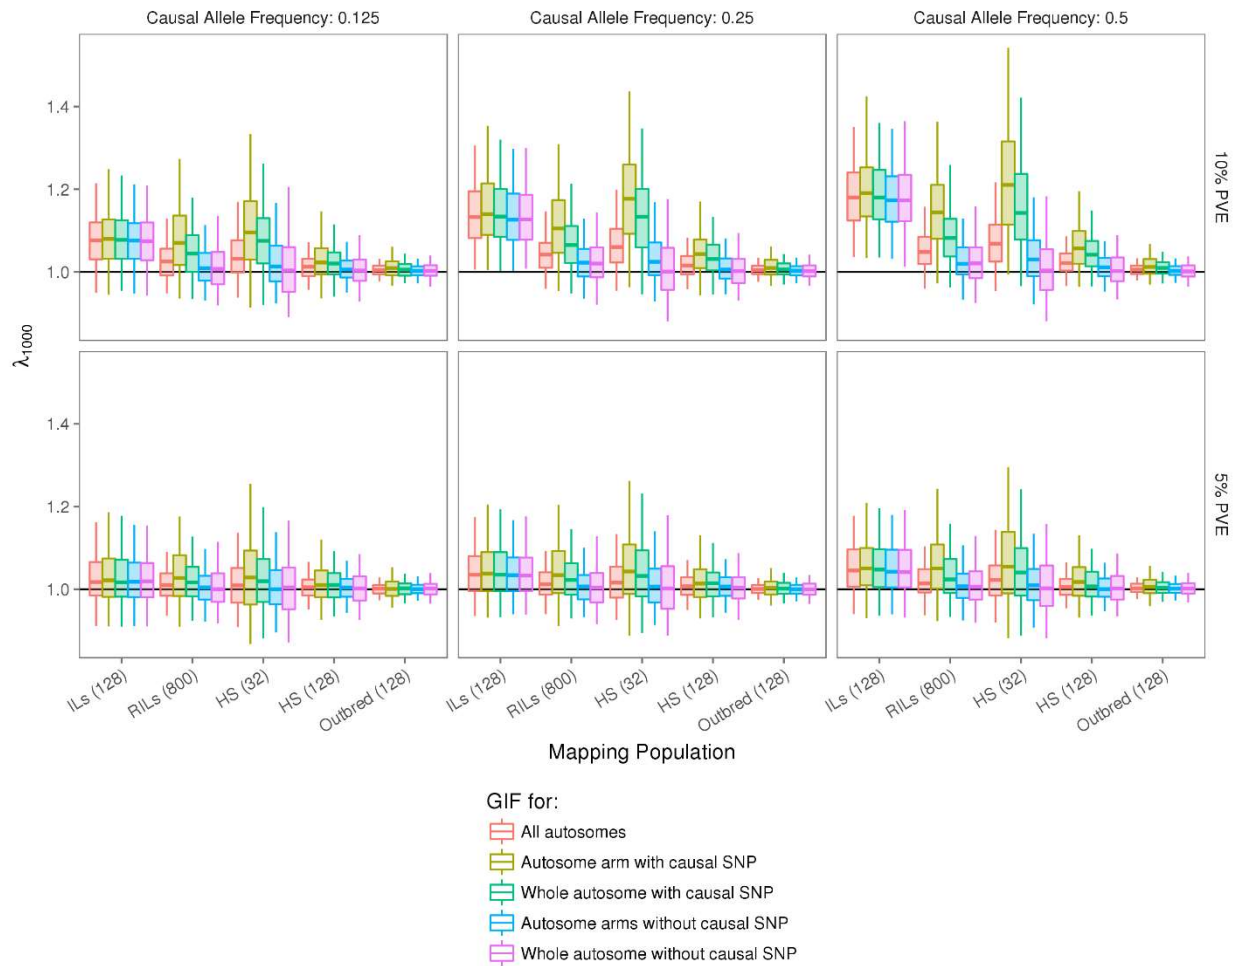 Causal Allele Frequency: 0.125
Causal Allele Frequency: 0.25
Causal Allele Frequency: 0.5
1.4
1.2
1.0
10% PVE
λ1000
1.4
1.2
1.0
5% PVE
ILs (128)
RILs (800)
HS (32)
HS (128)
Outbred (128)
ILs (128)
RILs (800)
HS (32)
HS (128)
Outbred (128)
ILs (128)
RILs (800)
HS (32)
HS (128)
Outbred (128)
Mapping Population
GIF for:
All autosomes
Autosome arm with causal SNP
Whole autosome with causal SNP
Autosome arms without causal SNP
Whole autosome without causal SNP